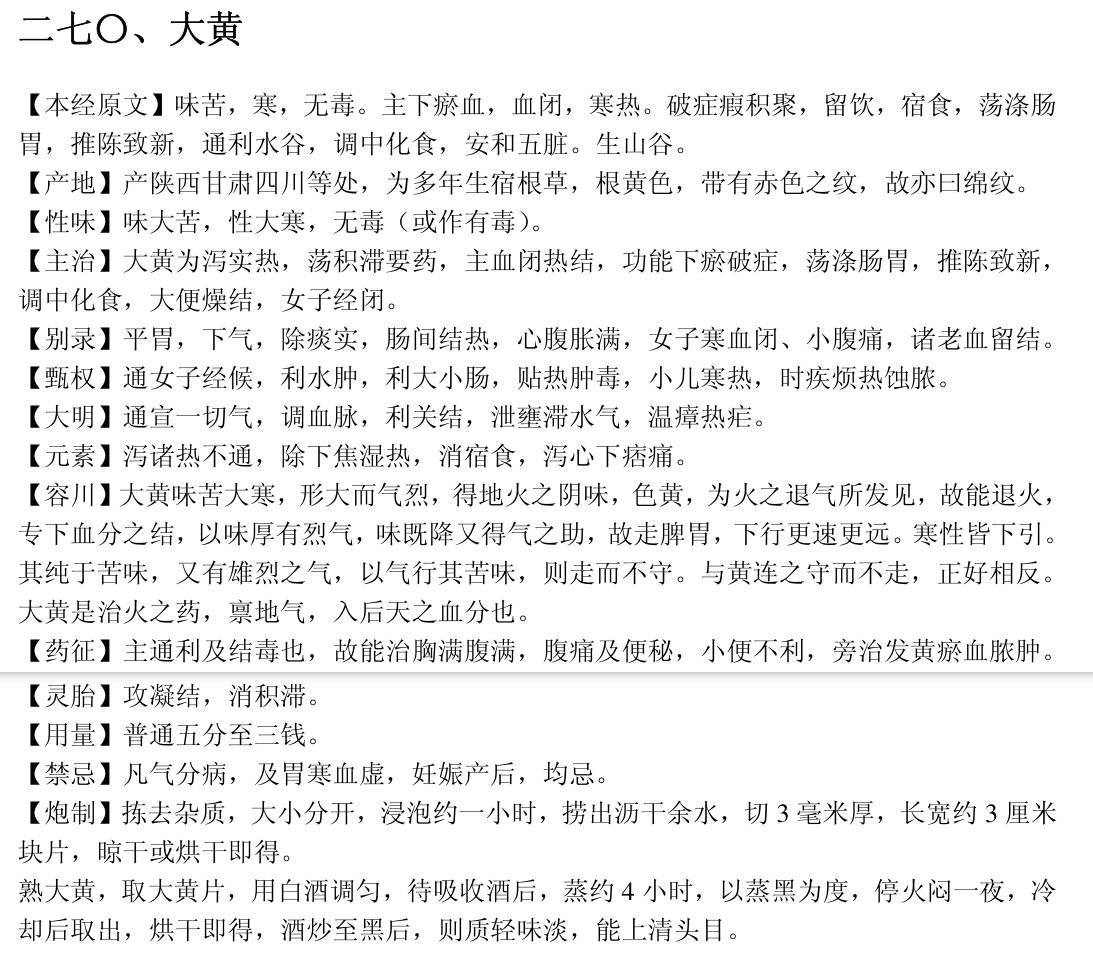 二七〇、大黄
【本经原文】味苦，寒，无毒。主下瘀血，血闭，寒热。破症瘕积聚，留饮，宿食，荡涤肠
胃，推陈致新，通利水谷，调中化食，安和五脏。生山谷。
【产地】产陕西甘肃四川等处，为多年生宿根草，根黄色，带有赤色之纹，故亦曰绵纹。
【性味】味大苦，性大寒，无毒（或作有毒）。
【主治】大黄为泻实热，荡积滞要药，主血闭热结，功能下瘀破症，荡涤肠胃，推陈致新，
调中化食，大便燥结，女子经闭。
【别录】平胃，下气，除痰实，肠间结热，心腹胀满，女子寒血闭、小腹痛，诸老血留结。
【甄权】通女子经候，利水肿，利大小肠，贴热肿毒，小儿寒热，时疾烦热蚀脓。
【大明】通宣一切气，调血脉，利关结，泄壅滞水气，温瘴热疟。
【元素】泻诸热不通，除下焦湿热，消宿食，泻心下痞痛。
【容川】大黄味苦大寒，形大而气烈，得地火之阴味，色黄，为火之退气所发见，故能退火，
专下血分之结，以味厚有烈气，味既降又得气之助，故走脾胃，下行更速更远。寒性皆下引。
其纯于苦味，又有雄烈之气，以气行其苦味，则走而不守。与黄连之守而不走，正好相反。
大黄是治火之药，禀地气，入后天之血分也。
【药征】主通利及结毒也，故能治胸满腹满，腹痛及便秘，小便不利，旁治发黄瘀血脓肿。
【灵胎】攻凝结，消积滞。
【用量】普通五分至三钱。
【禁忌】凡气分病，及胃寒血虚，妊娠产后，均忌。
【炮制】拣去杂质，大小分开，浸泡约一小时，捞出沥干余水，切 3 毫米厚，长宽约 3 厘米
块片，晾干或烘干即得。
熟大黄，取大黄片，用白酒调匀，待吸收酒后，蒸约 4 小时，以蒸黑为度，停火闷一夜，冷
却后取出，烘干即得，酒炒至黑后，则质轻味淡，能上清头目。